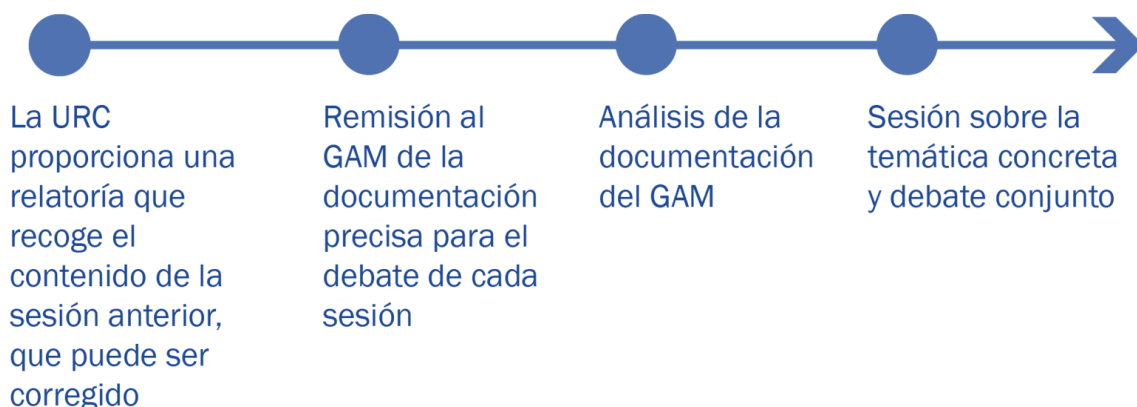 La URC
proporciona una
relatoría que
recoge el
contenido de la
sesión anterior,
que puede ser
corregido
Remisión al
GAM de la
documentación
precisa para el
debate de cada
sesión
Análisis de la
documentación
del GAM
Sesión sobre la
temática concreta
y debate conjunto